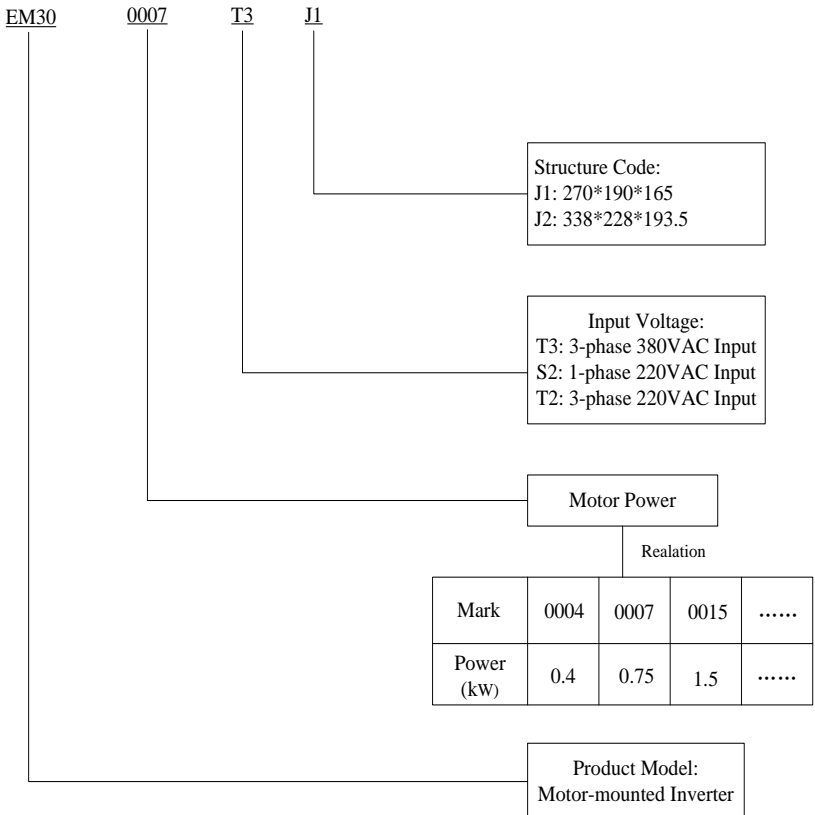 EM30 0007 T3 J1
Structure Code:
J1: 270*190*165
J2: 338*228*193.5
Input Voltage:
T3: 3-phase 380VAC Input
S2: 1-phase 220VAC Input
T2: 3-phase 220VAC Input
Motor Power
Realation
Mark 0004 0007 0015 ……
Power
(kW) 0.4 0.75 1.5 ……
Product Model:
Motor-mounted Inverter